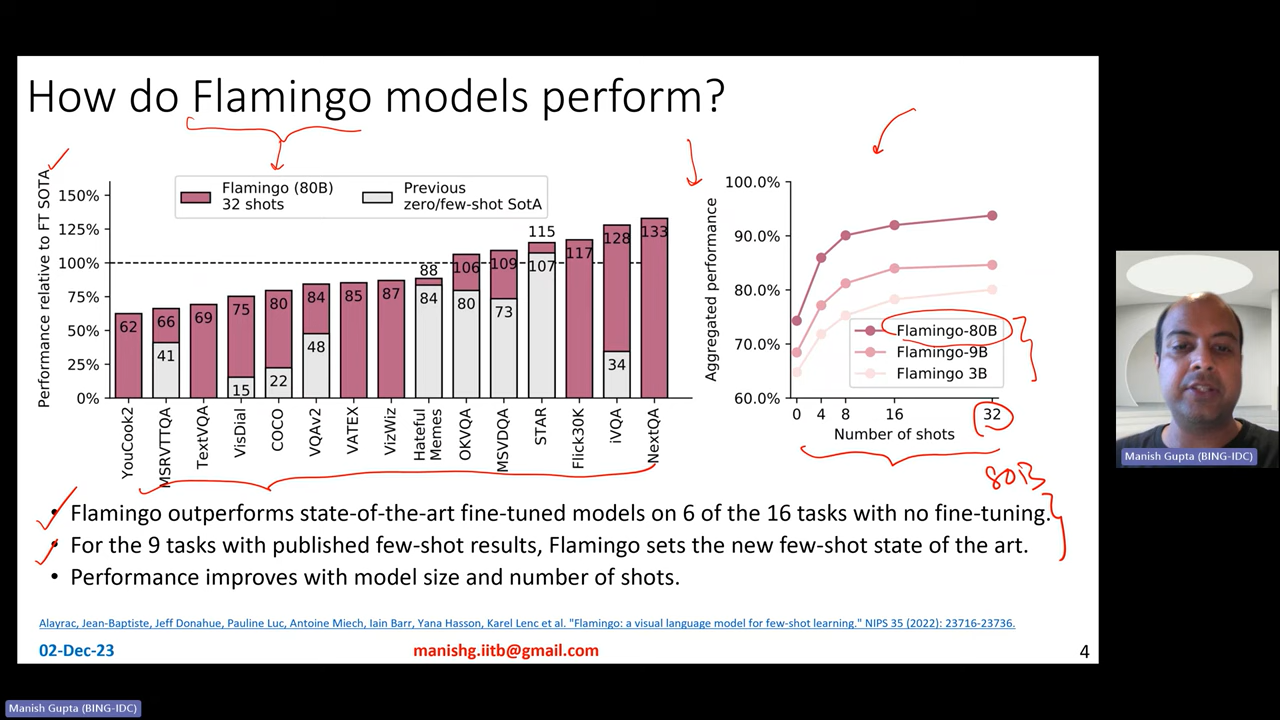 How do Flamingo models perform?
Performance relative to FT SOTA
150%
125%
100%
75%
50%
25%
0%
Flamingo (80B)
32 shots
Previous
zero/few-shot SotA
62
66
41
69
75
15
80
22
84
48
85
87
88
84
106
80
109
73
115
107
117
128
34
133
YouCook2
MSRVTTQA
TextVQA
VisDial
COCO
VQAv2
VATEX
VizWiz
Hateful
Memes
OKVQA
MSVDQA
STAR
Flick30K
iVQA
NextQA
Aggregated performance
100.0%
90.0%
80.0%
70.0%
60.0%
Flamingo-80B
Flamingo-9B
Flamingo 3B
0 4 8 16 32
Number of shots
80B
• Flamingo outperforms state-of-the-art fine-tuned models on 6 of the 16 tasks with no fine-tuning.
• For the 9 tasks with published few-shot results, Flamingo sets the new few-shot state of the art.
• Performance improves with model size and number of shots.
Alayrac, Jean-Baptiste, Jeff Donahue, Pauline Luc, Antoine Miech, Iain Barr, Yana Hasson, Karel Lenc et al. "Flamingo: a visual language model for few-shot learning." NIPS 35 (2022): 23716-23736.
02-Dec-23
manishg.iitb@gmail.com
4
Manish Gupta (BING-IDC)
Manish Gupta (BING-IDC)